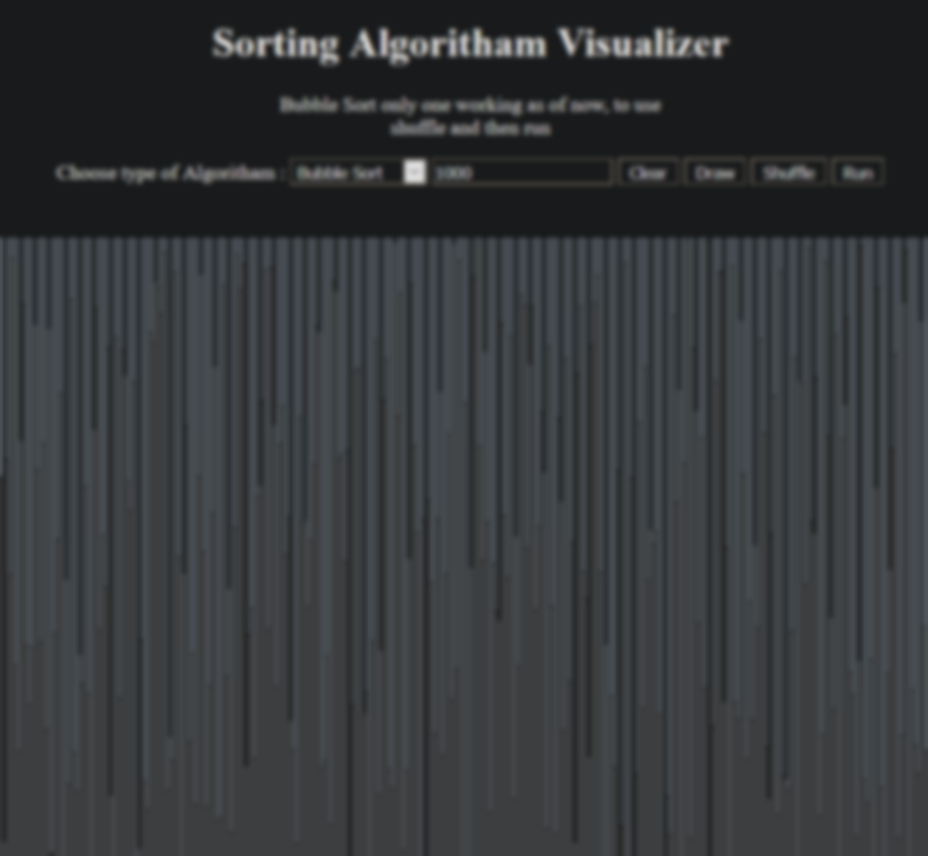 Sorting Algoritham Visualizer
Bubble Sort only one working as of now, to use
shuffle and then run
Choose type of Algoritham : Bubble Sort 1000 Clear Draw Shuffle Run